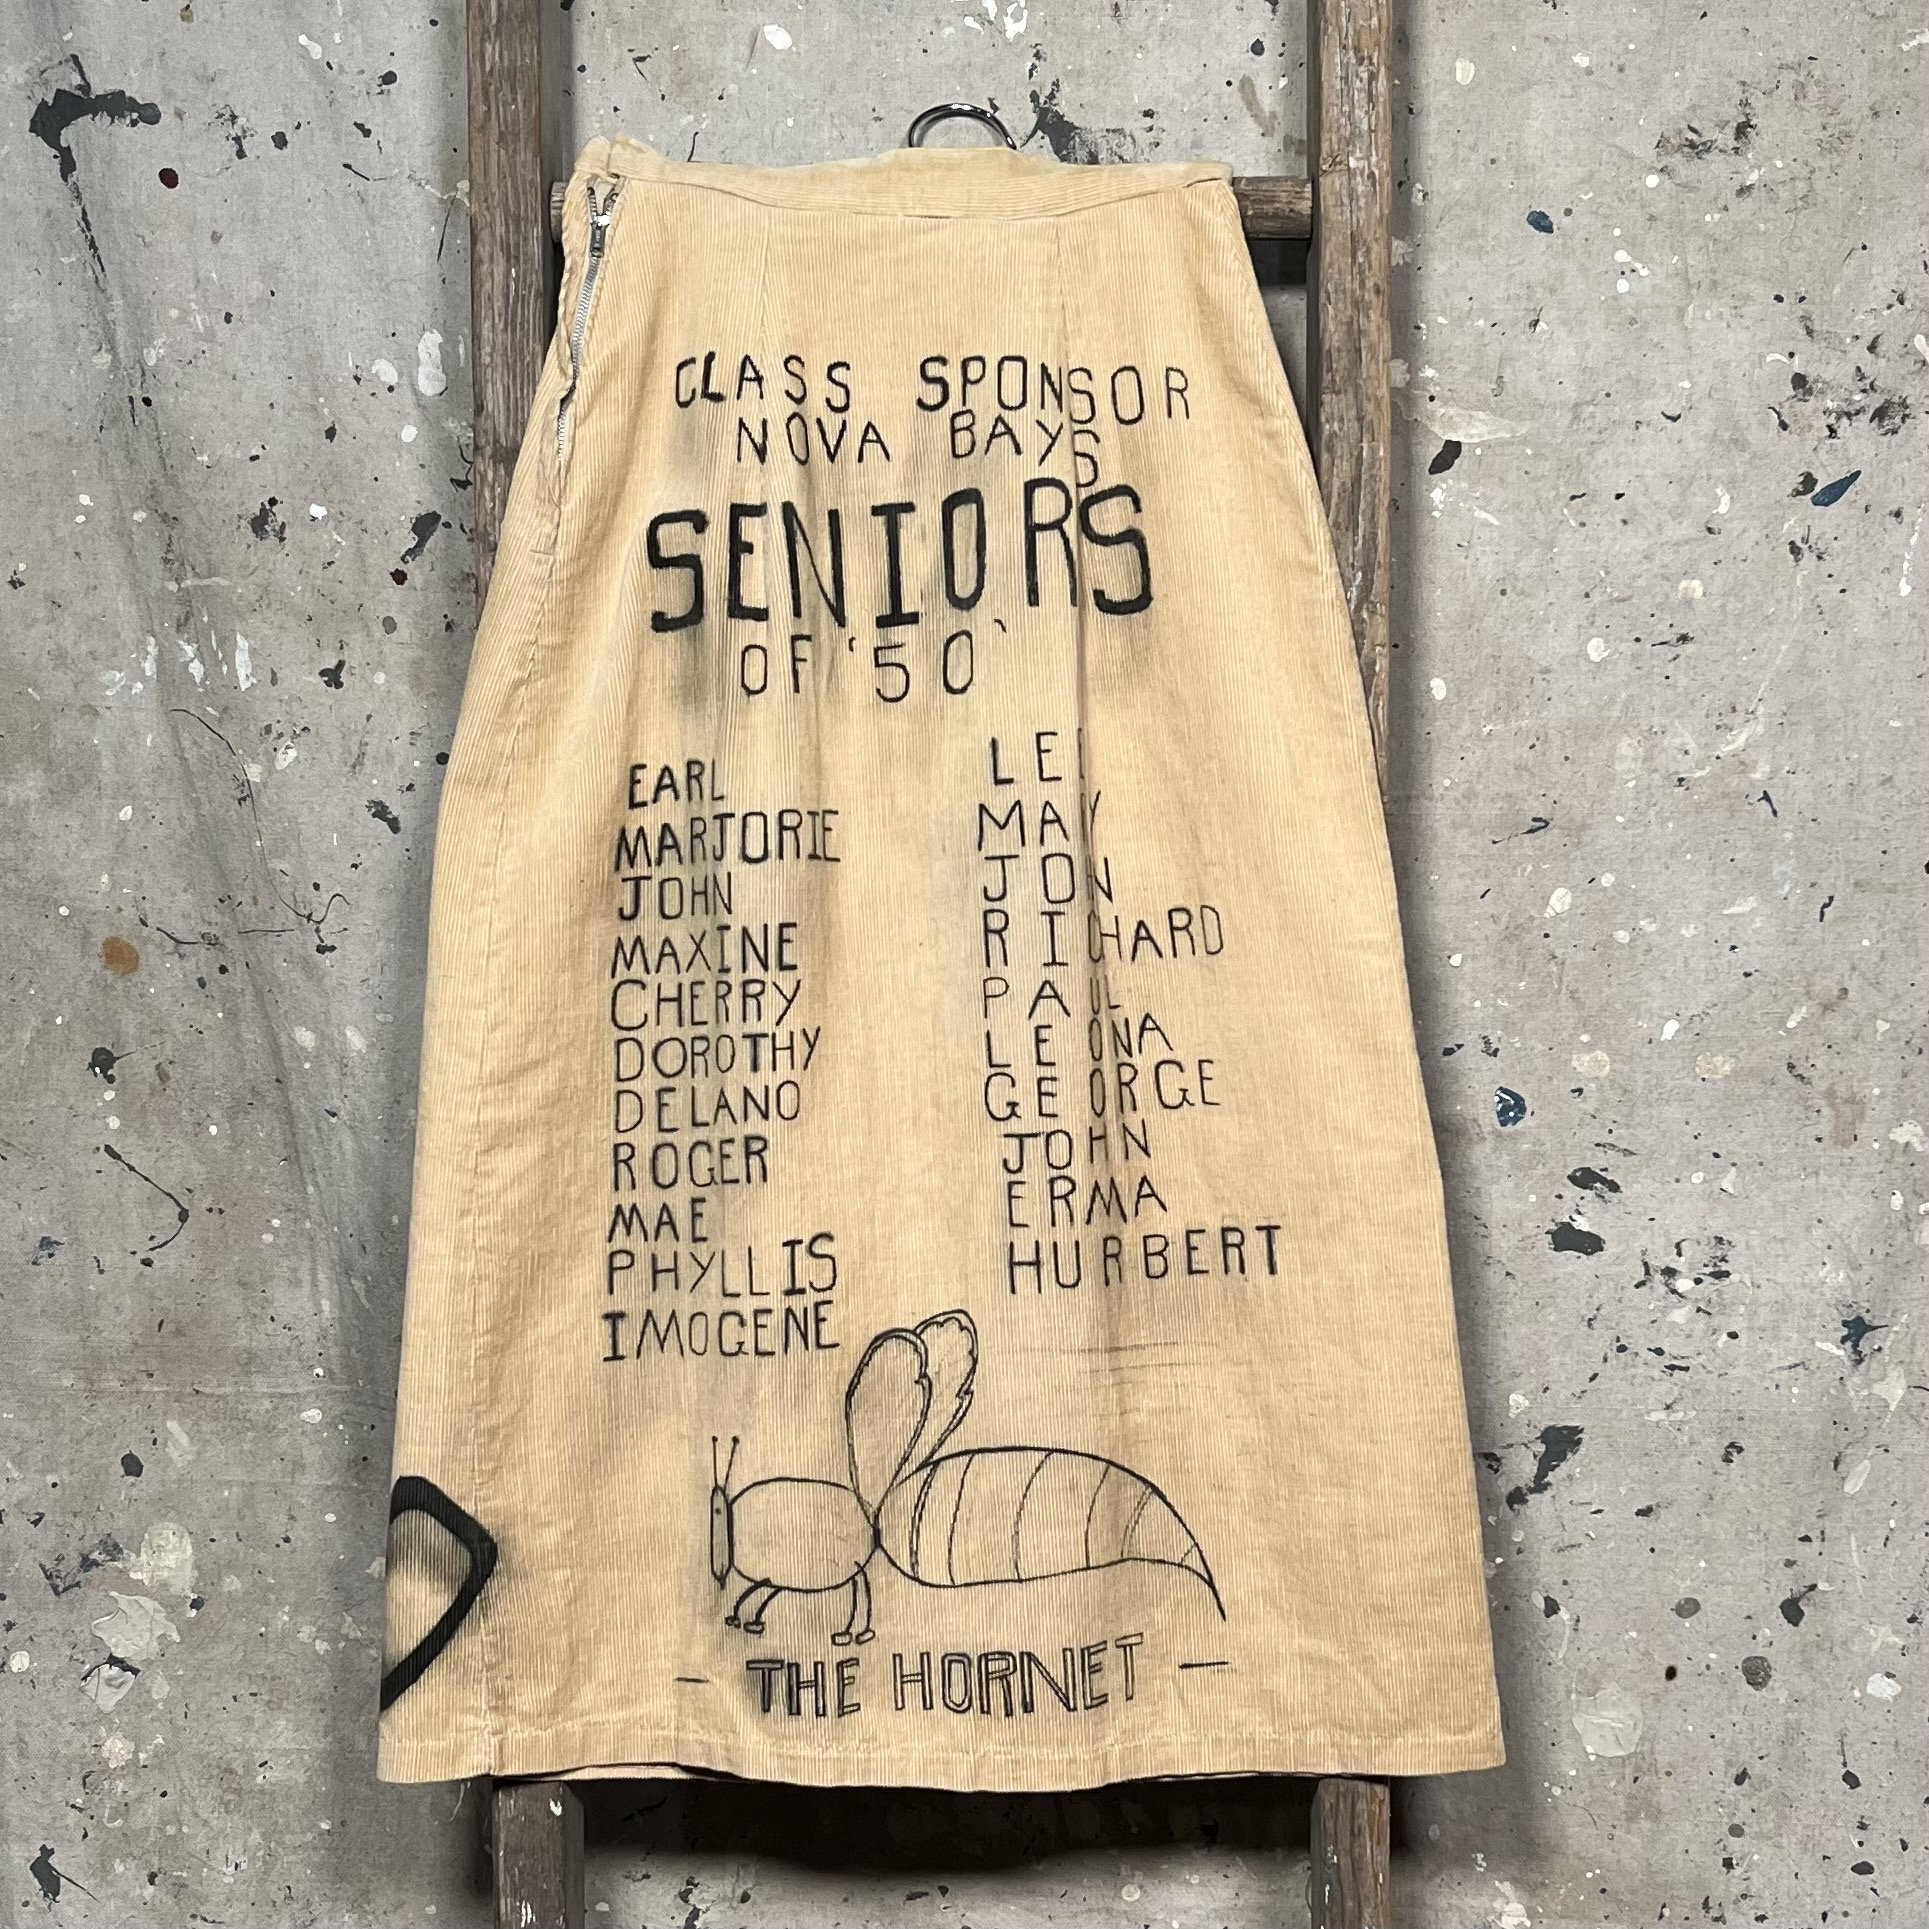 CLASS SPONSOR
NOVA BAYS
SENIORS
OF '50'
EARL
MARJORIE
JOHN
MAXINE
CHERRY
DOROTHY
DELANO
ROGER
MAE
PHYLLIS
IMOGENE
JON
RICHARD
PAUL
LEONA
GEORGE
JOHN
ERMA
HURBERT
- THE HORNET -